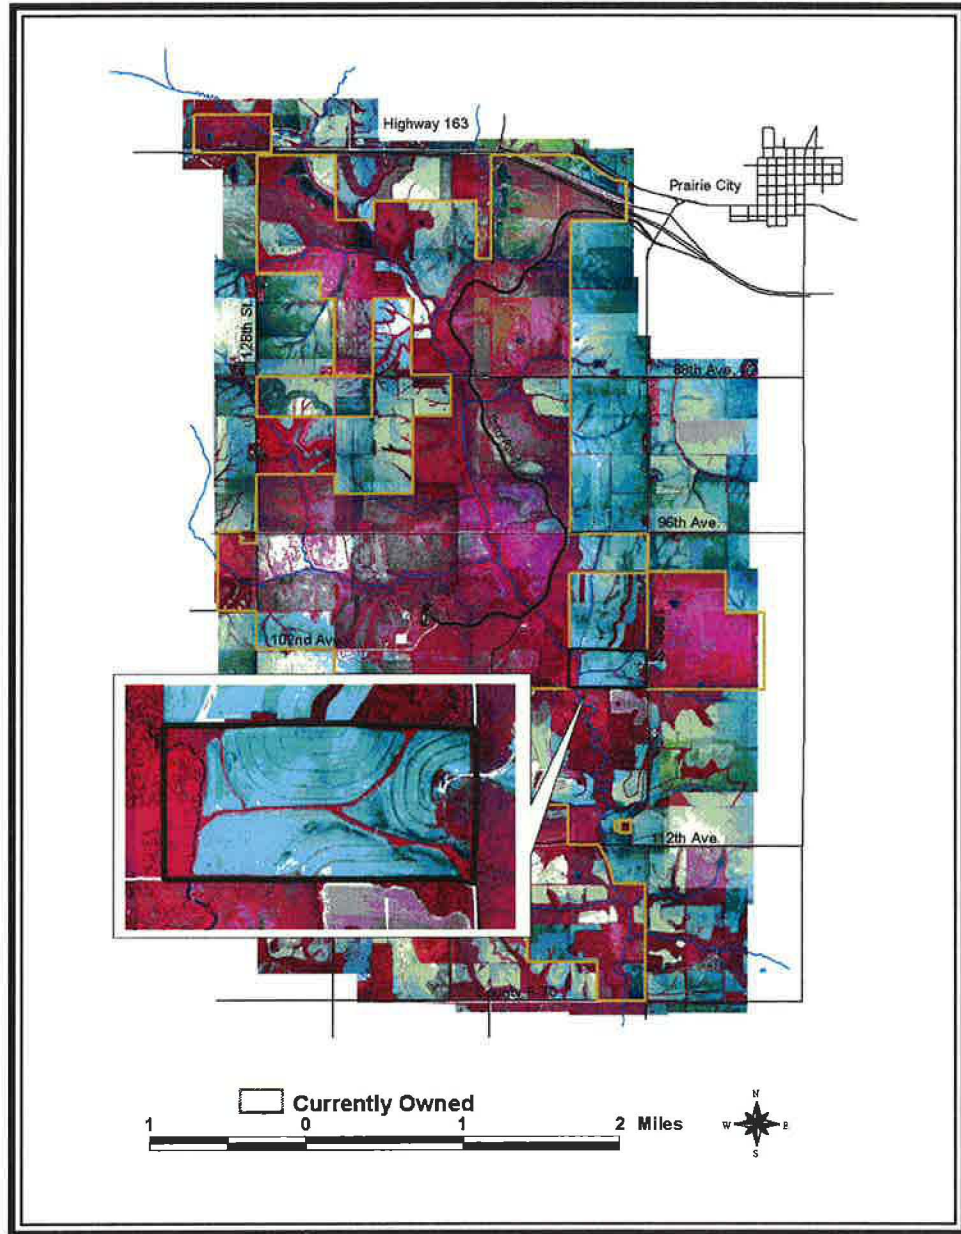 Highway 163
Prairie City
128th St.
88th Ave.
96th Ave.
102nd Ave.
112th Ave.
Currently Owned
1 0 1 2 Miles
N
W E
S